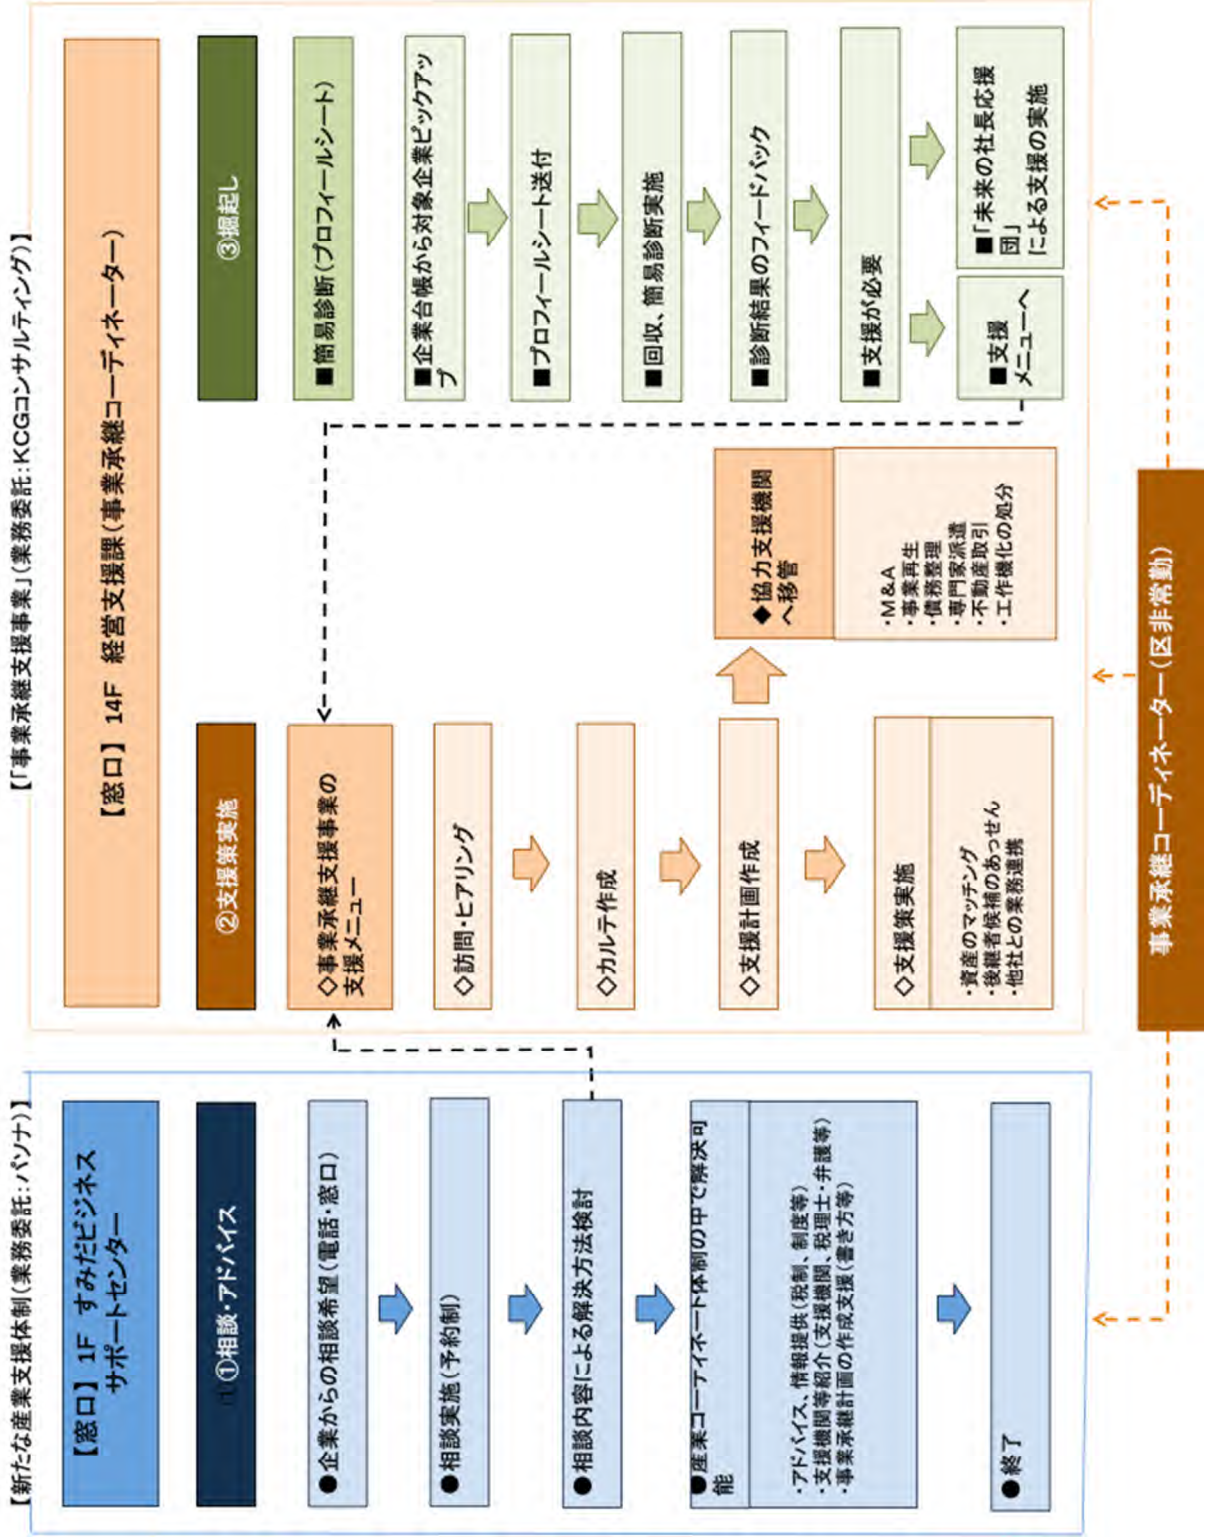 【新たな産業支援体制(業務委託:パソナ)】
【窓口】 1F すみだビジネス
サポートセンター
①相談・アドバイス
●企業からの相談希望(電話・窓口)
●相談実施(予約制)
●相談内容による解決方法検討
●産業コーディネート体制の中で解決可
能
・アドバイス、情報提供(税制、制度等)
・支援機関等紹介(支援機関、税理士・弁護等)
・事業承継計画の作成支援(書き方等)
●終了
【「事業承継支援事業」(業務委託:KCGコンサルティング)】
【窓口】 14F 経営支援課(事業承継コーディネーター)
②支援策実施
◇事業承継支援事業の
支援メニュー
◇訪問・ヒアリング
◇カルテ作成
◇支援計画作成
◇支援策実施
・資産のマッチング
・後継者候補のあっせん
・他社との業務連携
◆協力支援機関
へ移管
・M&A
・事業再生
・債務整理
・専門家派遣
・不動産取引
・工作機化の処分
③掘起し
■簡易診断(プロフィールシート)
■企業台帳から対象企業ピックアッ
プ
■プロフィールシート送付
■回収、簡易診断実施
■診断結果のフィードバック
■支援が必要
■支援
メニューへ
■「未来の社長応援
団」
による支援の実施
事業承継コーディネーター(区非常勤)